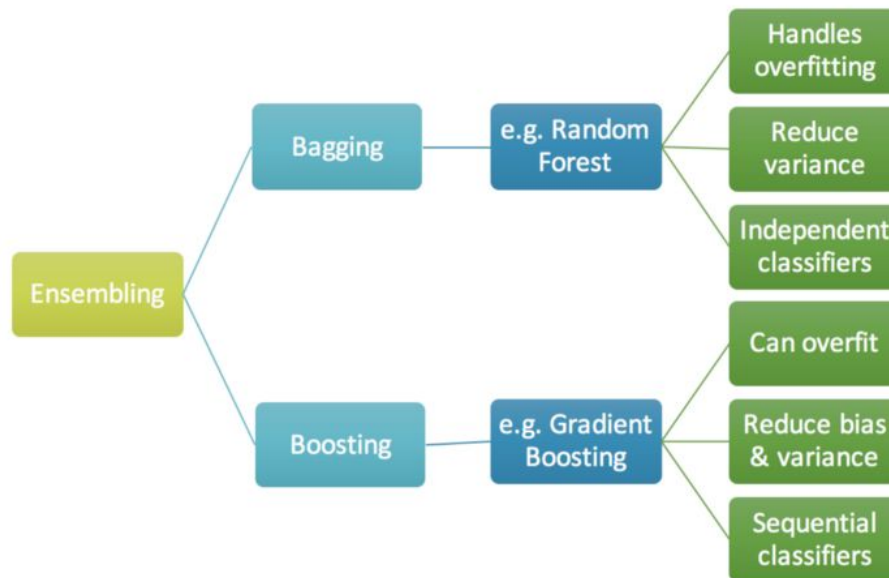 Ensembling
Bagging
e.g. Random
Forest
Handles
overfitting
Reduce
variance
Independent
classifiers
Boosting
e.g. Gradient
Boosting
Can overfit
Reduce bias
& variance
Sequential
classifiers